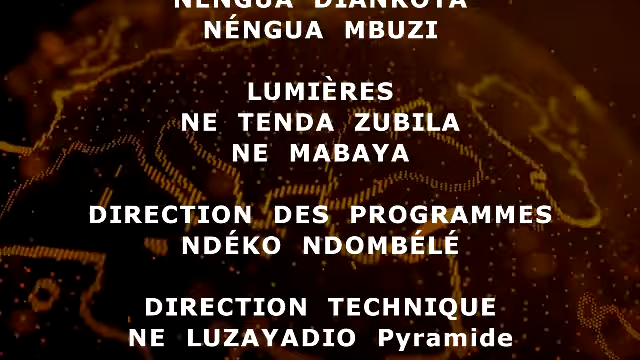 NÉNGUA MBUZI
LUMIÈRES
NE TENDA ZUBILA
NE MABAYA
DIRECTION DES PROGRAMMES
NDÉKO NDOMBÉLÉ
DIRECTION TECHNIQUE
NE LUZAYADIO Pyramide